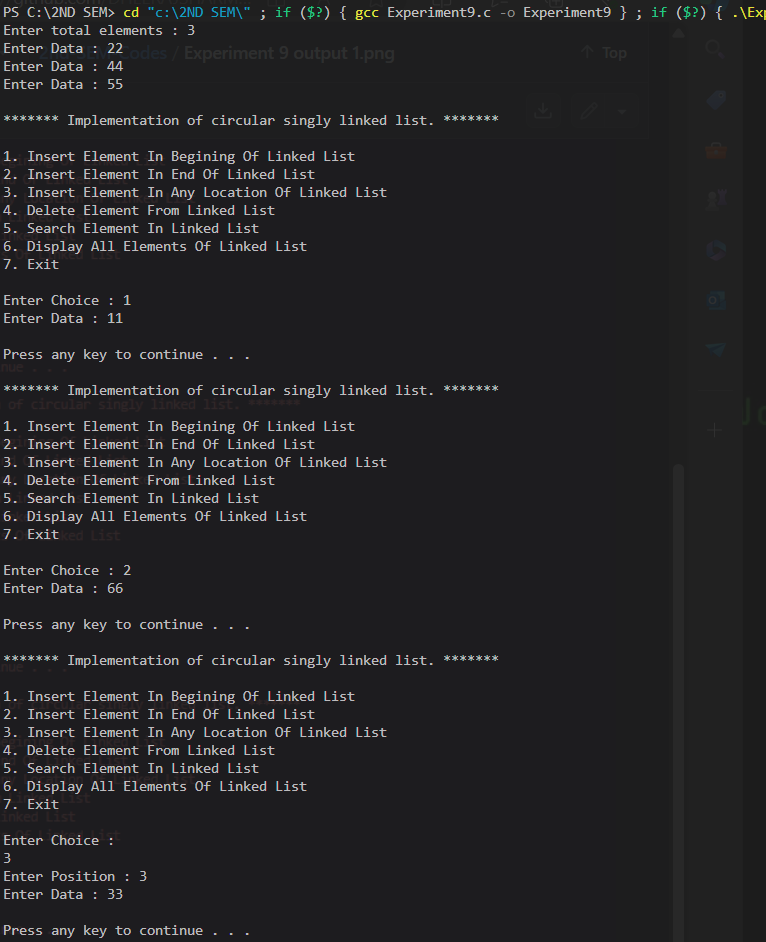 PS C:\2ND SEM> cd "c:\2ND SEM\" ; if ($?) { gcc Experiment9.c -o Experiment9 } ; if ($?) { .\Exp
Enter total elements : 3
Enter Data : 22
Codes / Experiment 9 output 1.png
Top
Enter Data : 44
Enter Data : 55
******* Implementation of circular singly linked list. *******
1. Insert Element In Begining Of Linked List
2. Insert Element In End Of Linked List
3. Insert Element In Any Location Of Linked List
4. Delete Element From Linked List
5. Search Element In Linked List
6. Display All Elements Of Linked List
7. Exit
Enter Choice : 1
Enter Data : 11
Press any key to continue . . .
******* Implementation of circular singly linked list. *******
1. Insert Element In Begining Of Linked List
2. Insert Element In End Of Linked List
3. Insert Element In Any Location Of Linked List
4. Delete Element From Linked List
5. Search Element In Linked List
6. Display All Elements Of Linked List
7. Exit
Enter Choice : 2
Enter Data : 66
Press any key to continue . . .
******* Implementation of circular singly linked list. *******
1. Insert Element In Begining Of Linked List
2. Insert Element In End Of Linked List
3. Insert Element In Any Location Of Linked List
4. Delete Element From Linked List
5. Search Element In Linked List
6. Display All Elements Of Linked List
7. Exit
Enter Choice :
3
Enter Position : 3
Enter Data : 33
Press any key to continue . . .